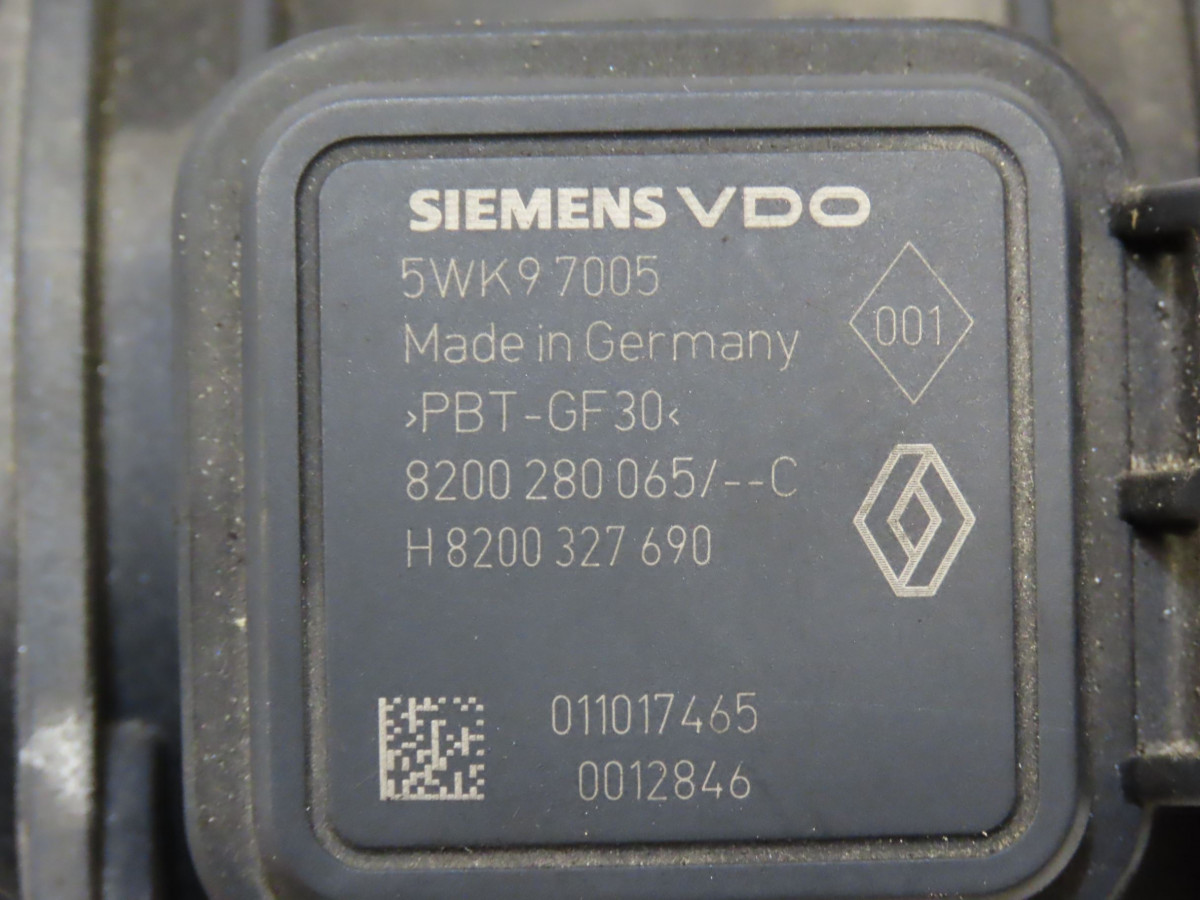 SIEMENS VDO
5WK9 7005
Made in Germany
001
>PBT-GF30<
8200 280 065/--C
H 8200 327 690
011017465
0012846